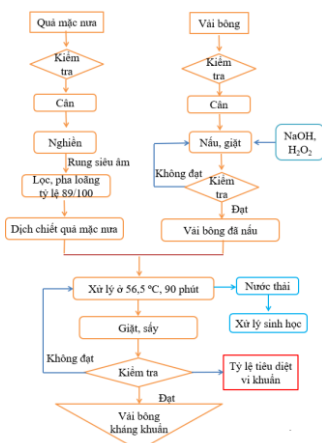 Quả mặc nưa
Kiểm
tra
Cân
Nghiền
Rung siêu âm
Lọc, pha loãng
tỷ lệ 89/100
Dịch chiết quả mặc nưa
Vải bông
Kiểm
tra
Cân
Nấu, giặt
NaOH,
H₂O₂
Không đạt
Kiểm
tra
Đạt
Vải bông đã nấu
Xử lý ở 56,5 ºC, 90 phút
Nước thải
Giặt, sấy
Xử lý sinh học
Không đạt
Kiểm tra
Tỷ lệ tiêu diệt
vi khuẩn
Đạt
Vải bông
kháng khuẩn